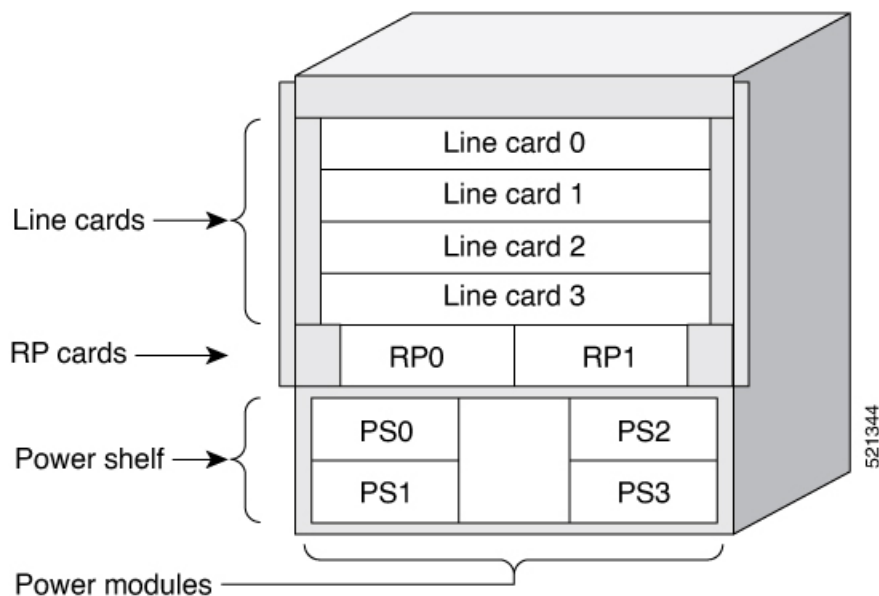 Line card 0
Line card 1
Line cards
Line card 2
Line card 3
RP cards
RP0
RP1
PS0
PS2
Power shelf
PS1
PS3
Power modules
521344